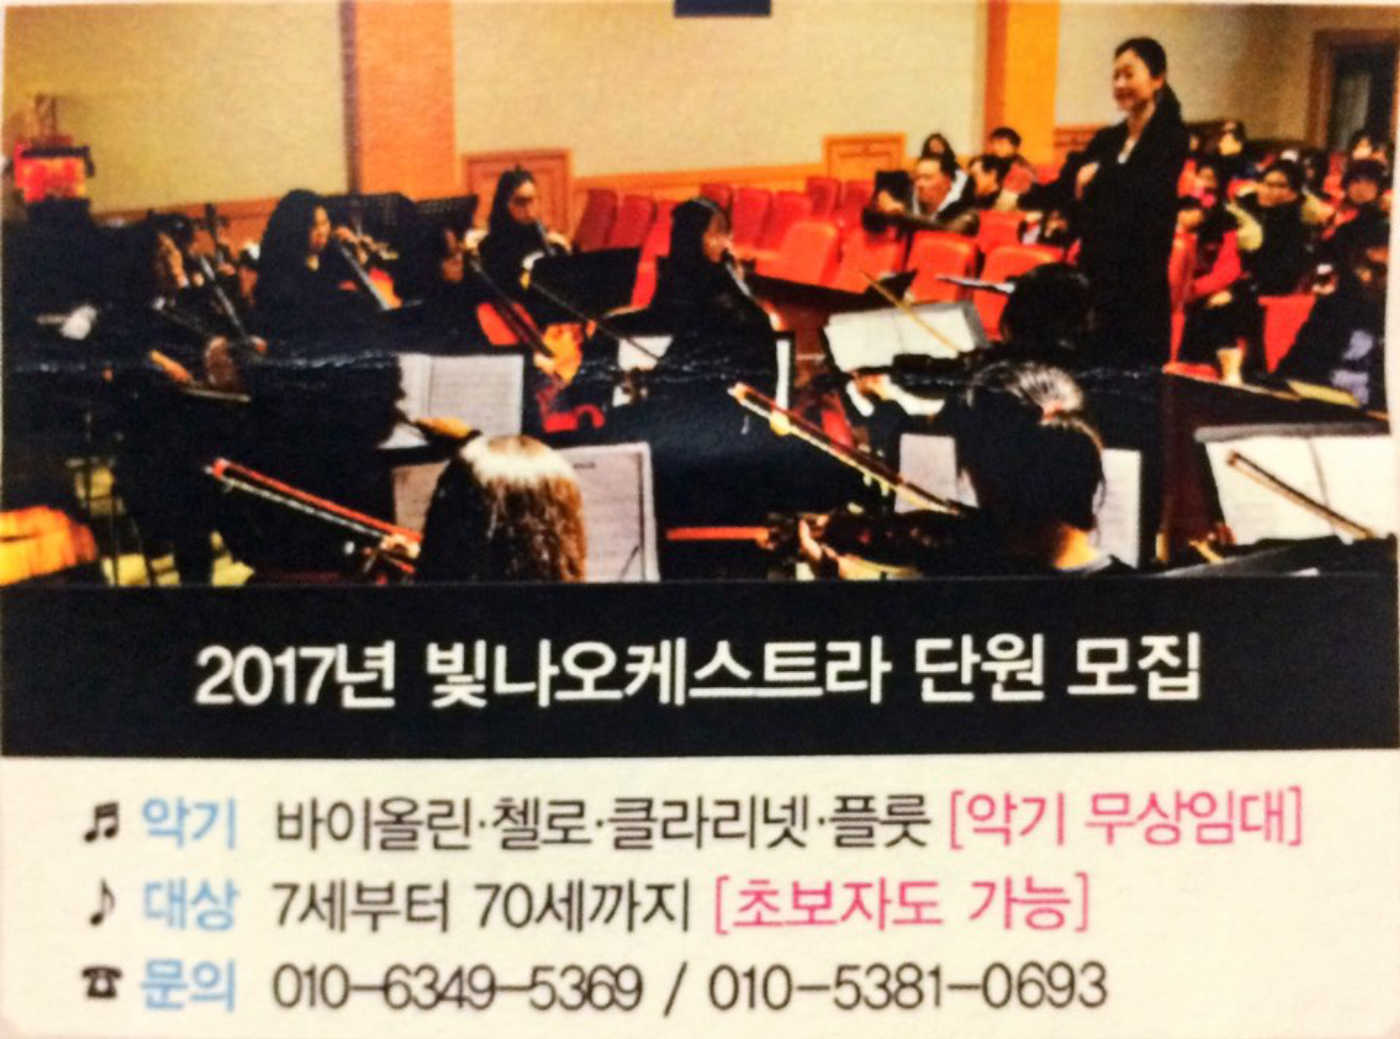 2017년 빛나오케스트라 단원 모집
♬ 악기 바이올린·첼로·클라리넷·플룻 [악기 무상임대]
♪ 대상 7세부터 70세까지 [초보자도 가능]
☎ 문의 010-6349-5369 / 010-5381-0693